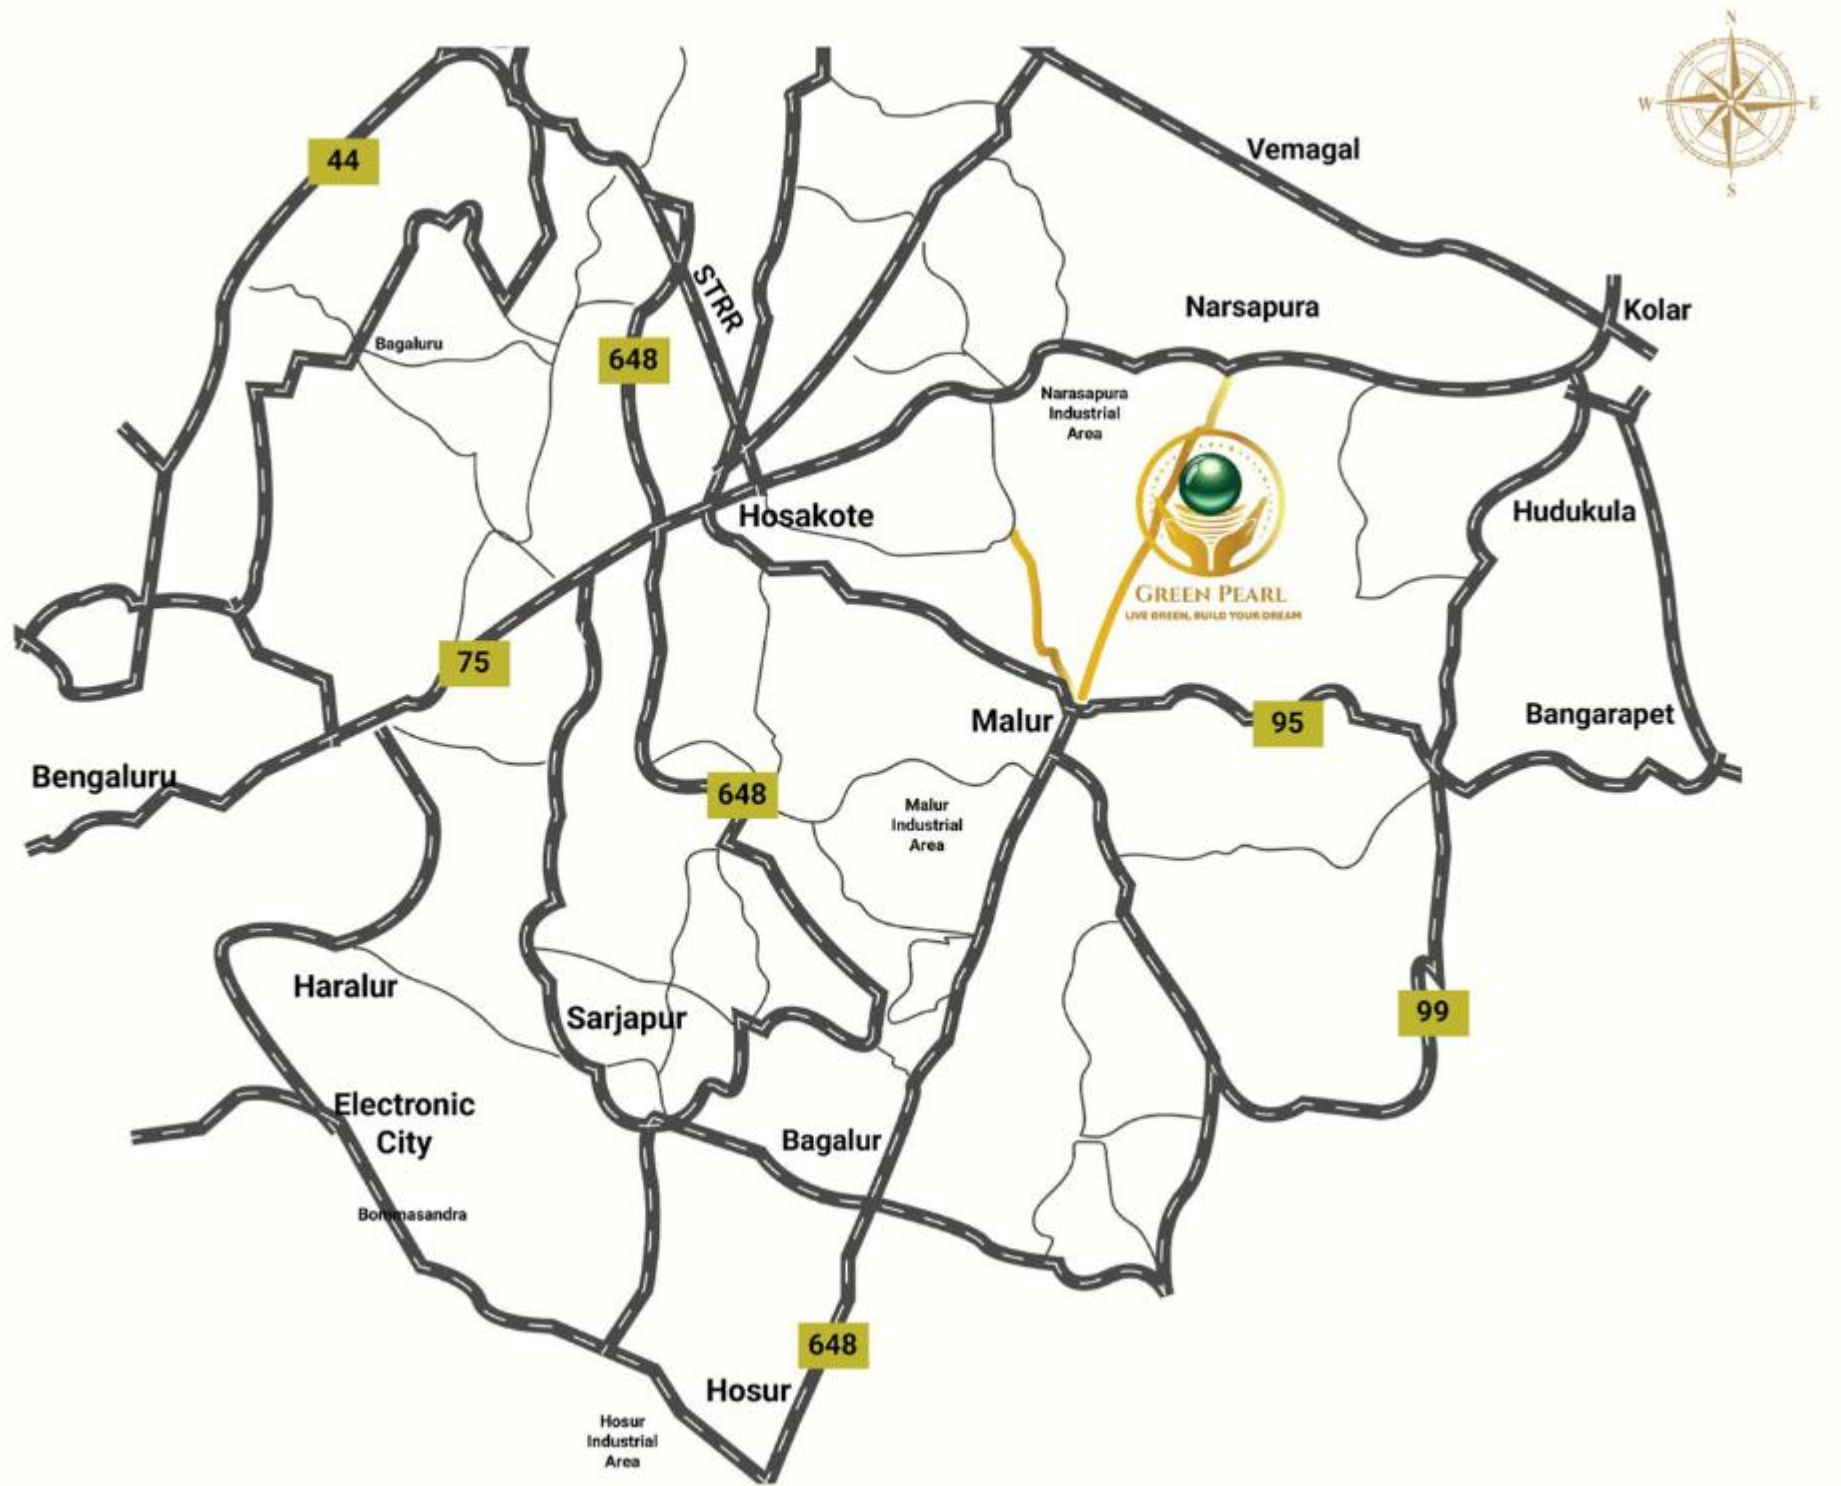 N
W
E
S
44
Vemagal
STRR
Narsapura
Kolar
Bagaluru
648
Narasapura
Industrial
Area
Hosakote
Hudukula
GREEN PEARL
LIVE GREEN, BUILD YOUR DREAM
75
Malur
95
Bangarapet
Bengaluru
648
Malur
Industrial
Area
Haralur
Sarjapur
99
Electronic
City
Bagalur
Bommasandra
648
Hosur
Hosur
Industrial
Area